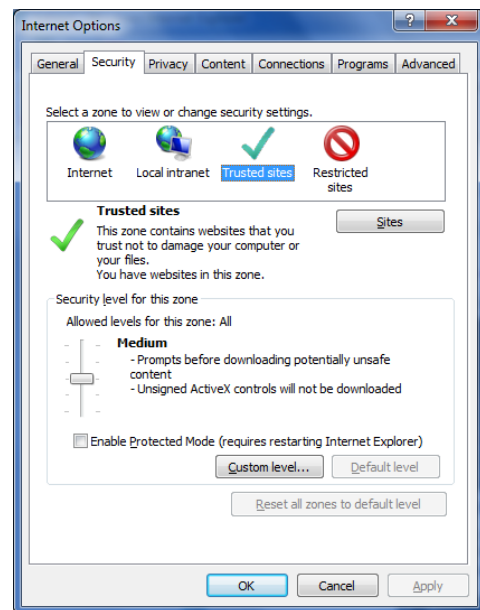 Internet Options
?
X
General Security Privacy Content Connections Programs Advanced
Select a zone to view or change security settings.
Internet Local intranet Trusted sites Restricted
sites
Trusted sites
Sites
This zone contains websites that you
trust not to damage your computer or
your files.
You have websites in this zone.
Security level for this zone
Allowed levels for this zone: All
Medium
- Prompts before downloading potentially unsafe
content
- Unsigned ActiveX controls will not be downloaded
Enable Protected Mode (requires restarting Internet Explorer)
Custom level... Default level
Reset all zones to default level
OK Cancel Apply